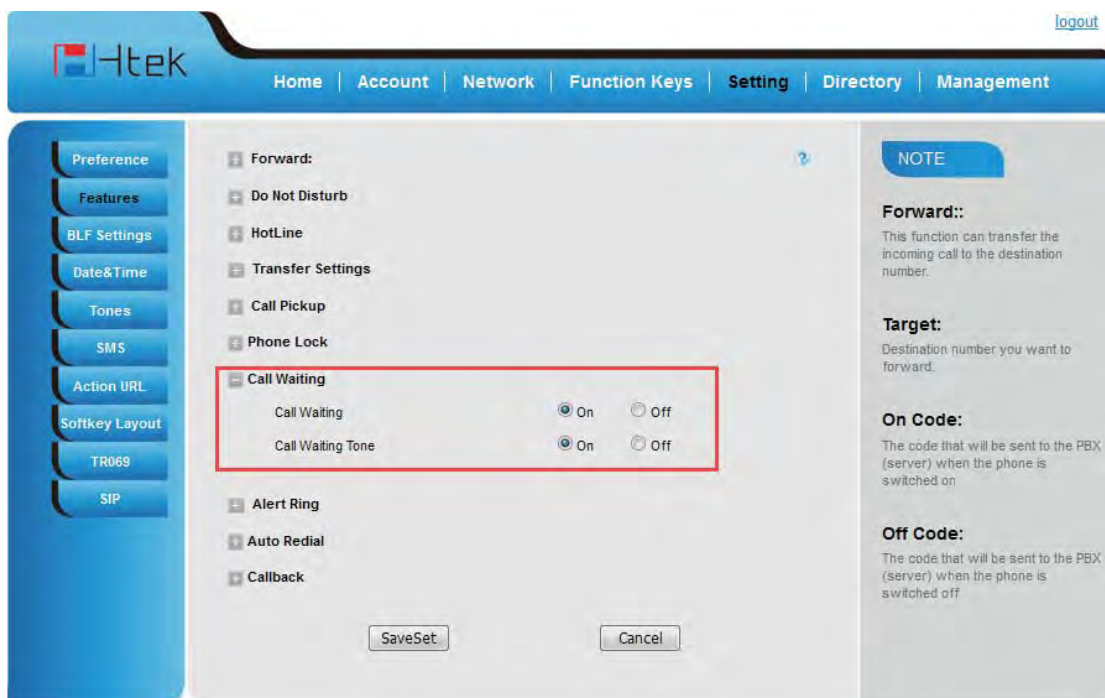 logout
Htek
Home | Account | Network | Function Keys | Setting | Directory | Management
Preference
Features
BLF Settings
Date&Time
Tones
SMS
Action URL
Softkey Layout
TR069
SIP
Forward:
Do Not Disturb
HotLine
Transfer Settings
Call Pickup
Phone Lock
Call Waiting
Call Waiting On Off
Call Waiting Tone On Off
Alert Ring
Auto Redial
Callback
SaveSet Cancel
NOTE
Forward::
This function can transfer the
incoming call to the destination
number.
Target:
Destination number you want to
forward.
On Code:
The code that will be sent to the PBX
(server) when the phone is
switched on
Off Code:
The code that will be sent to the PBX
(server) when the phone is
switched off